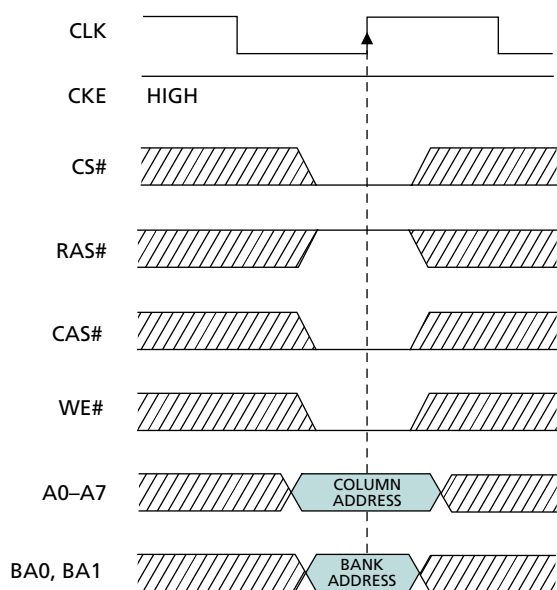 CLK
CKE HIGH
CS#
RAS#
CAS#
WE#
A0–A7 COLUMN
ADDRESS
BA0, BA1 BANK
ADDRESS